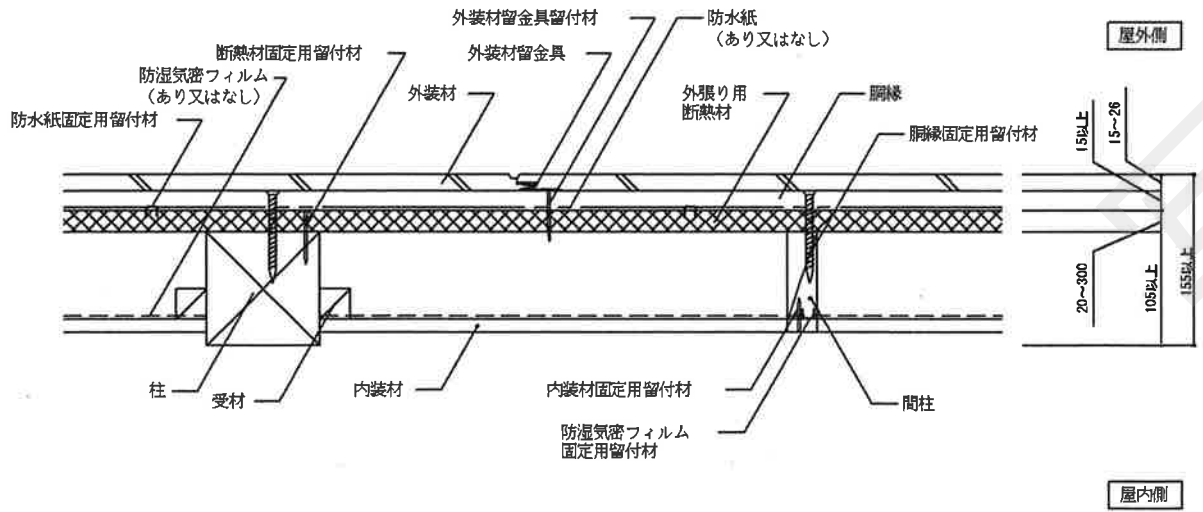 外装材留金具留付材
防水紙
(あり又はなし)
屋外側
断熱材固定用留付材
外装材留金具
防湿気密フィルム
(あり又はなし)
外装材
外張り用
断熱材
胴縁
防水紙固定用留付材
胴縁固定用留付材
15以上
15~26
20~300
105以上
155以上
柱
受材
内装材
内装材固定用留付材
間柱
防湿気密フィルム
固定用留付材
屋内側